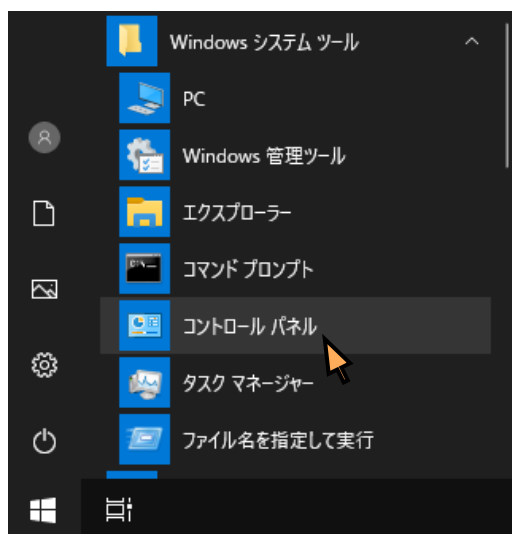 Windows システム ツール
PC
Windows 管理ツール
エクスプローラー
コマンド プロンプト
コントロール パネル
タスク マネージャー
ファイル名を指定して実行